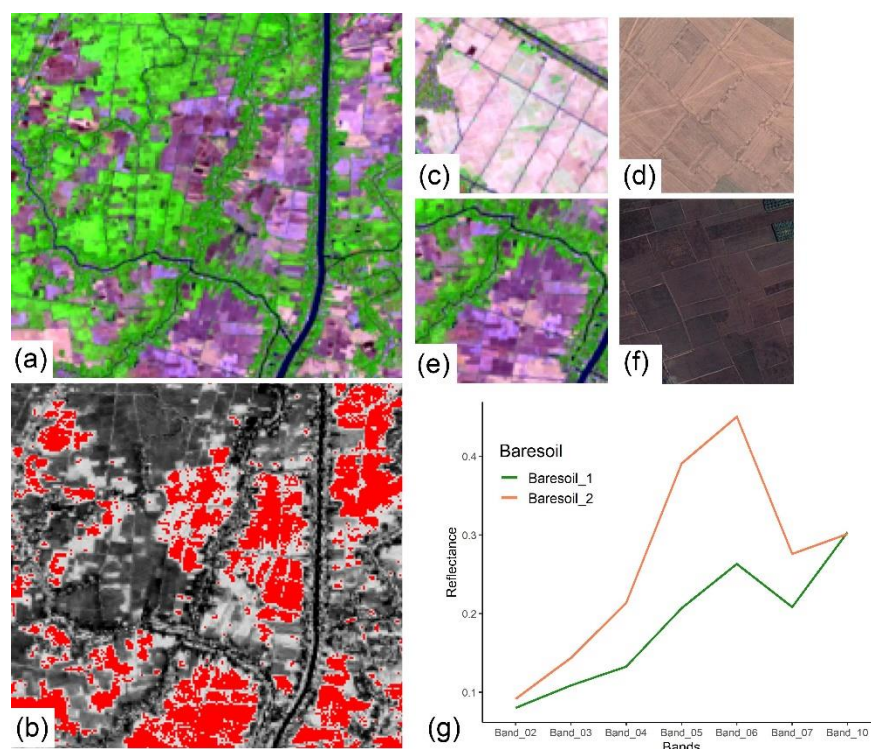 (a)
(b)
(c)
(d)
(e)
(f)
(g)
Baresoil
Baresoil_1
Baresoil_2
Reflectance
0.4
0.3
0.2
0.1
Band_02 Band_03 Band_04 Band_05 Band_06 Band_07 Band_10
Bands